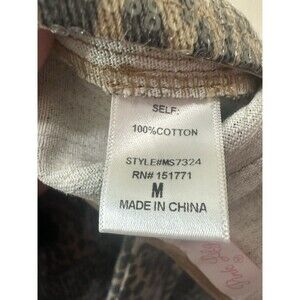 SELF:
100%COTTON
STYLE#MS7324
RN# 151771
M
MADE IN CHINA